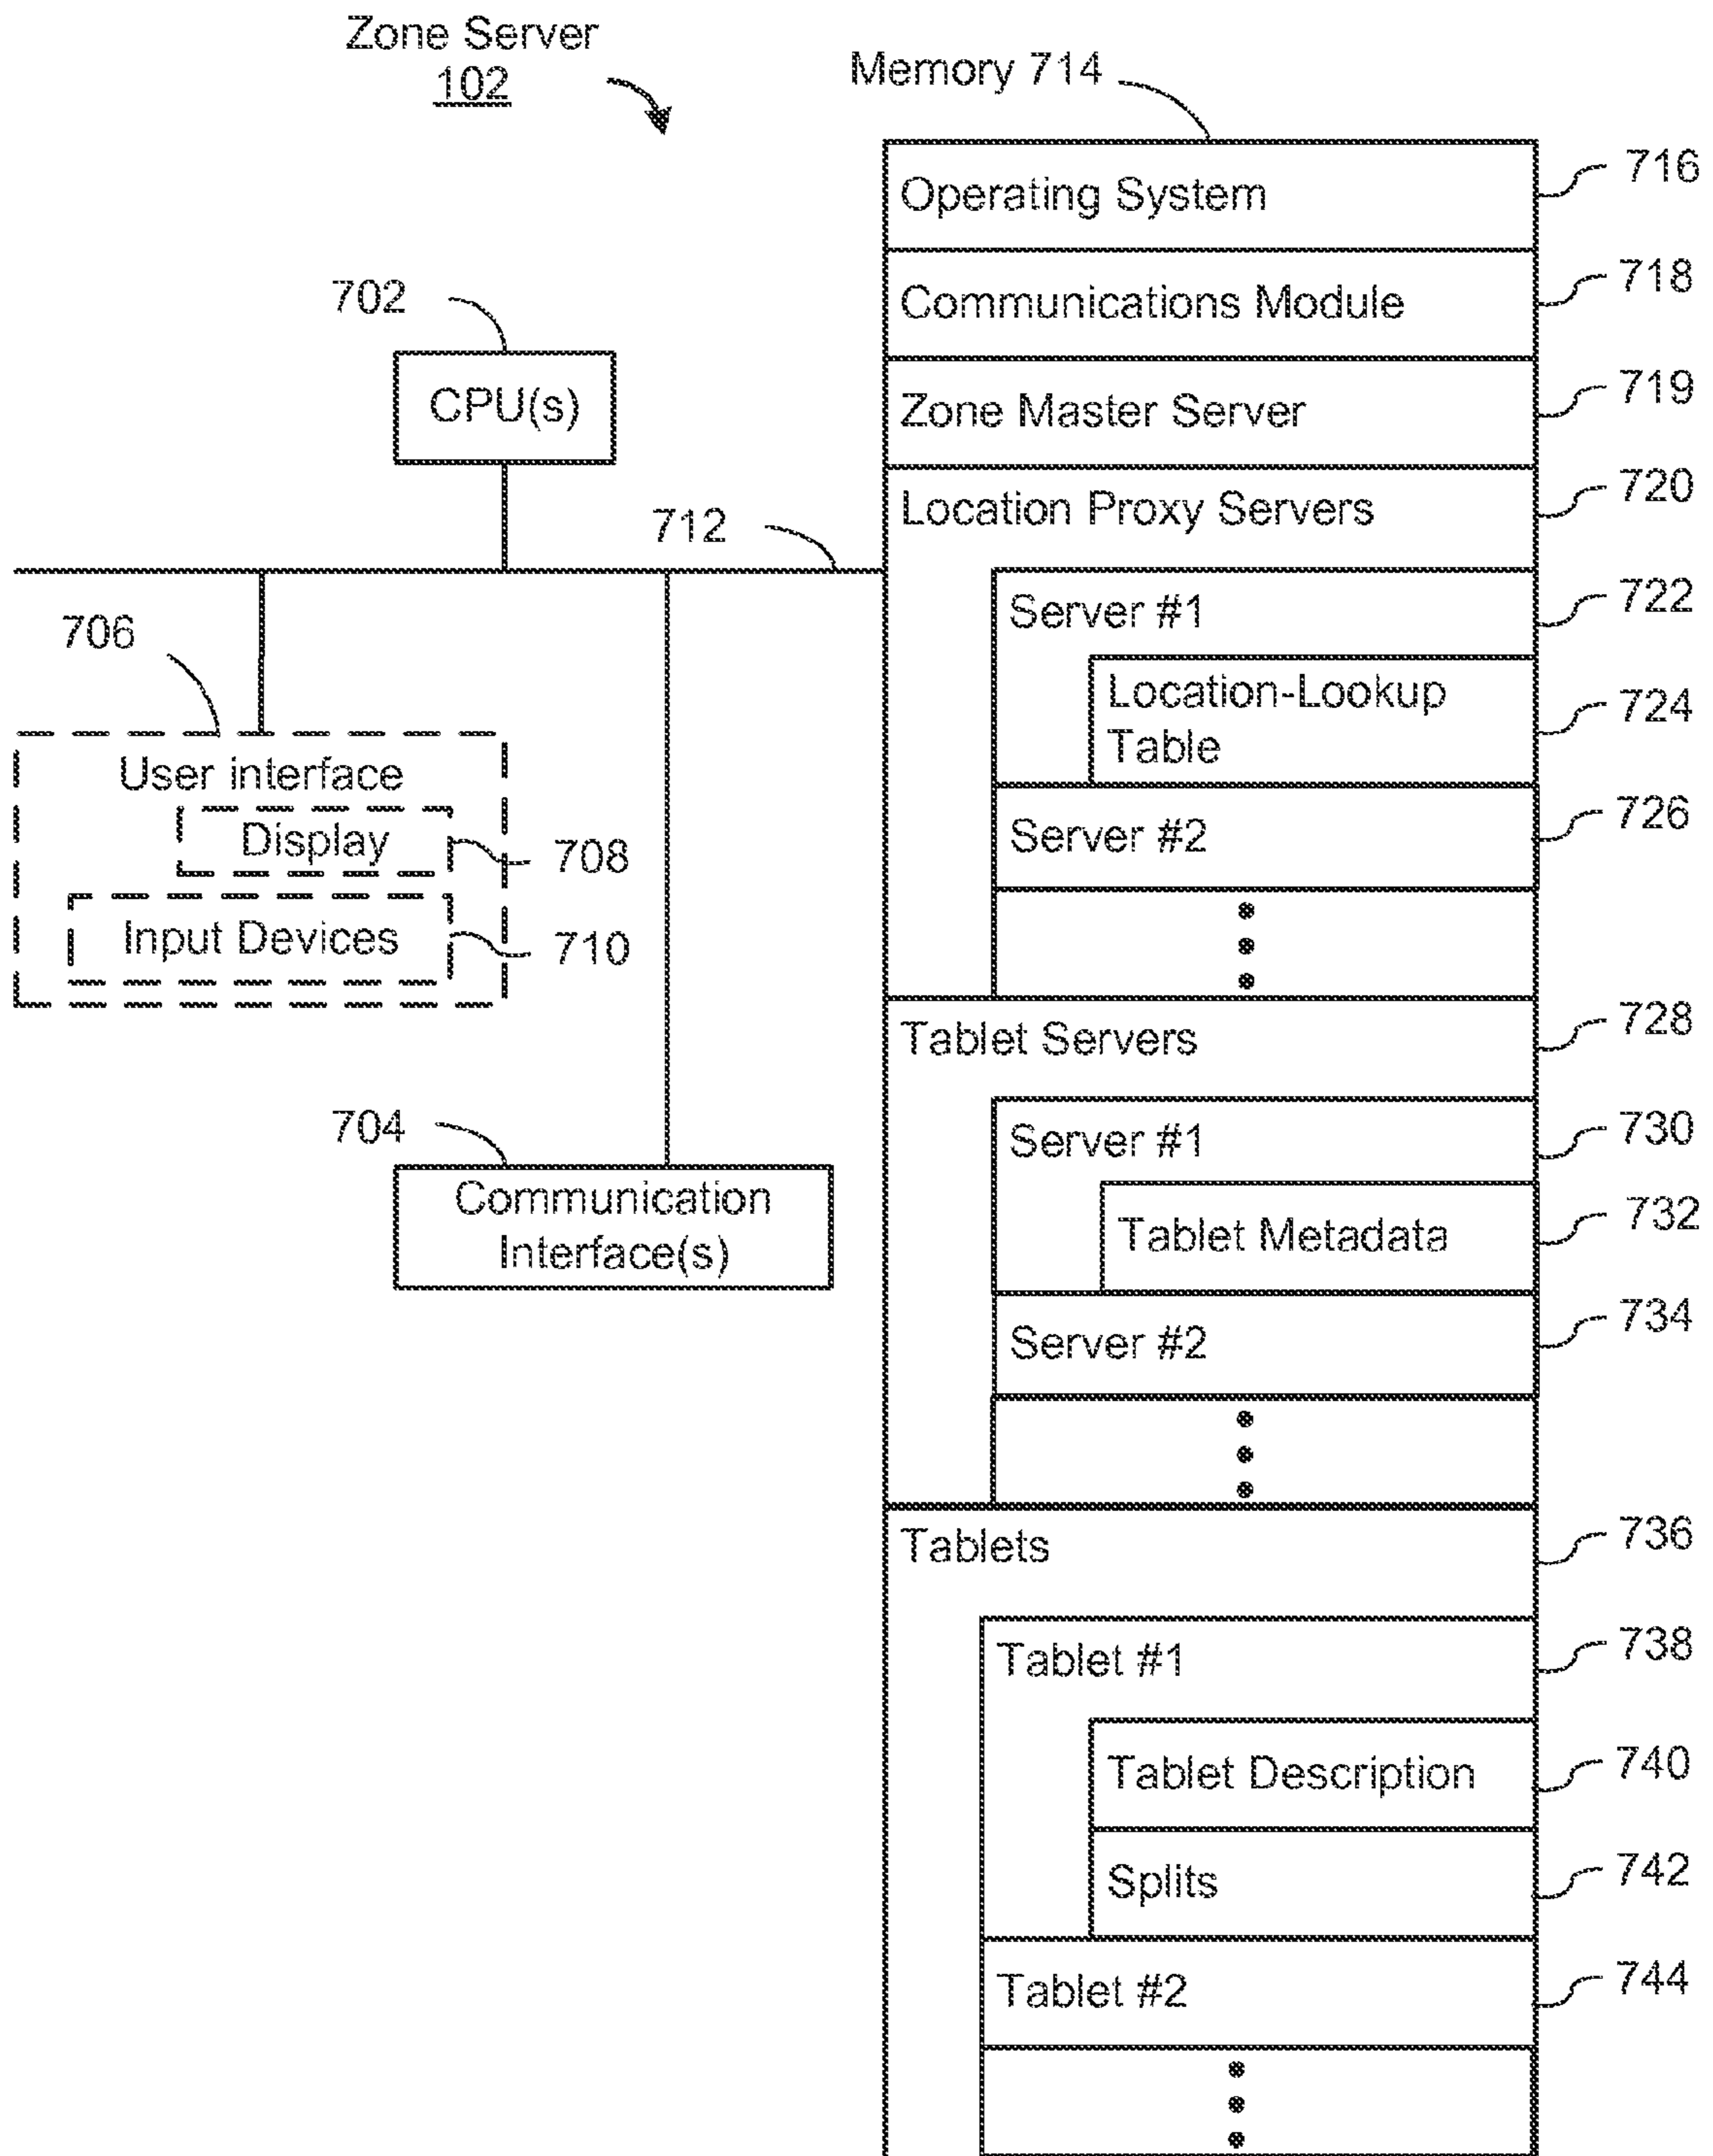 Zone Server
102
Memory 714
Operating System
716
Communications Module
718
702
CPU(s)
Zone Master Server
719
Location Proxy Servers
720
712
Server #1
722
706
Location-Lookup
Table
724
User interface
Display
708
Server #2
726
Input Devices
710
Tablet Servers
728
704
Server #1
730
Communication
Interface(s)
Tablet Metadata
732
Server #2
734
Tablets
736
Tablet #1
738
Tablet Description
740
Splits
742
Tablet #2
744